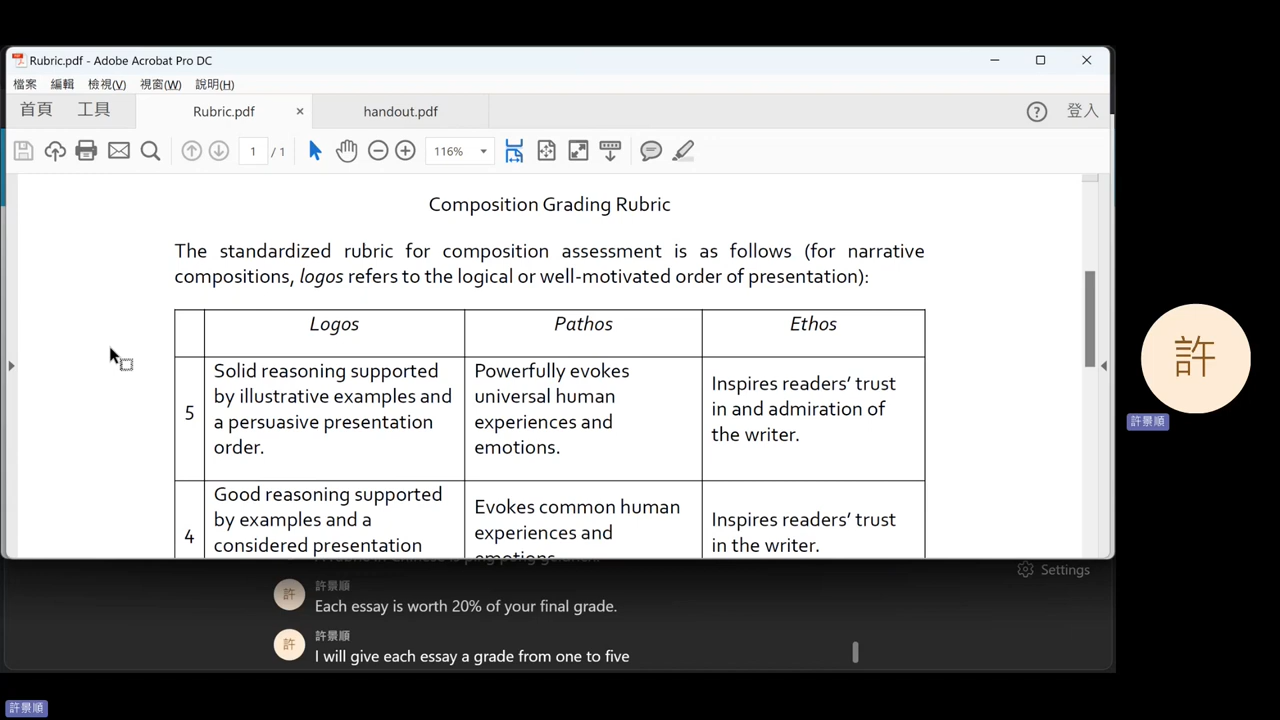 Rubric.pdf - Adobe Acrobat Pro DC
檔案 編輯 檢視(V) 視窗(W) 說明(H)
首頁 工具 Rubric.pdf × handout.pdf ? 登入
1 / 1 116%
Composition Grading Rubric
The standardized rubric for composition assessment is as follows (for narrative
compositions, logos refers to the logical or well-motivated order of presentation):
Logos Pathos Ethos
5
Solid reasoning supported
by illustrative examples and
a persuasive presentation
order.
Powerfully evokes
universal human
experiences and
emotions.
Inspires readers’ trust
in and admiration of
the writer.
4
Good reasoning supported
by examples and a
considered presentation
Evokes common human
experiences and
emotions.
Inspires readers’ trust
in the writer.
許
許景順
Settings
許
許景順
Each essay is worth 20% of your final grade.
許
許景順
I will give each essay a grade from one to five
許景順